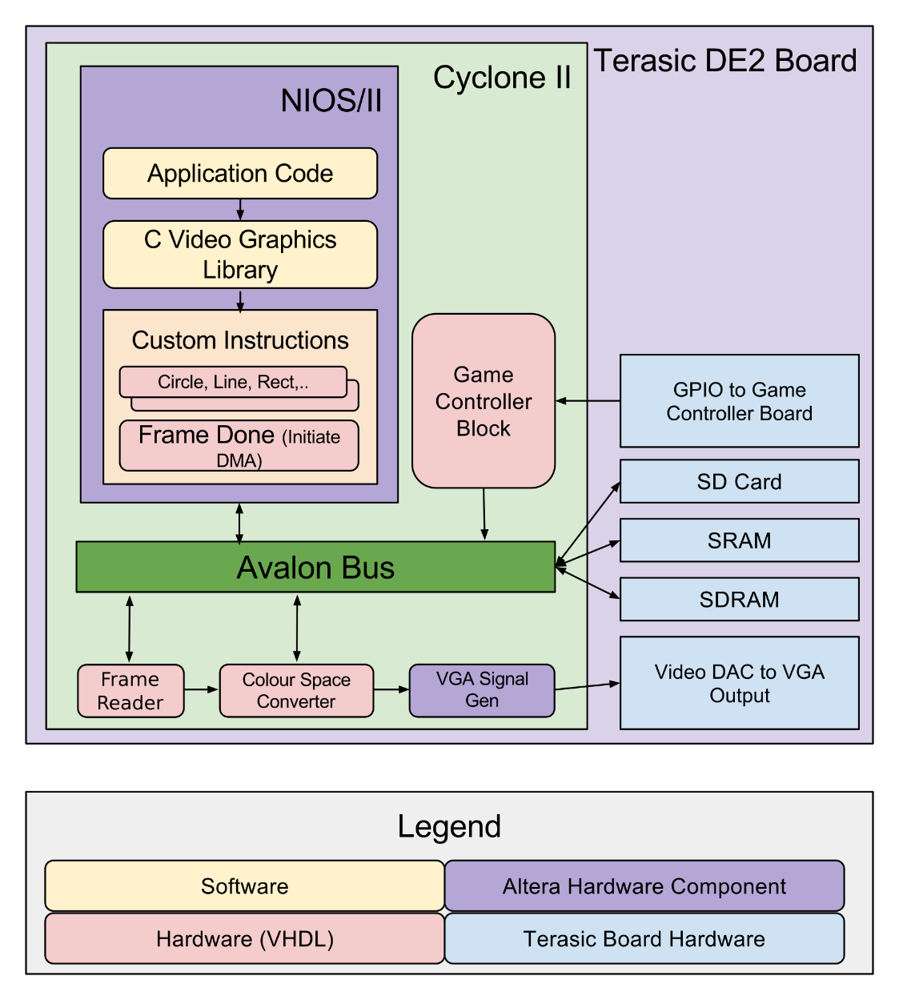 Terasic DE2 Board
Cyclone II
NIOS/II
Application Code
C Video Graphics
Library
Custom Instructions
Circle, Line, Rect,..
Frame Done (Initiate
DMA)
Game
Controller
Block
GPIO to Game
Controller Board
SD Card
SRAM
SDRAM
Avalon Bus
Frame
Reader
Colour Space
Converter
VGA Signal
Gen
Video DAC to VGA
Output
Legend
Software
Altera Hardware Component
Hardware (VHDL)
Terasic Board Hardware